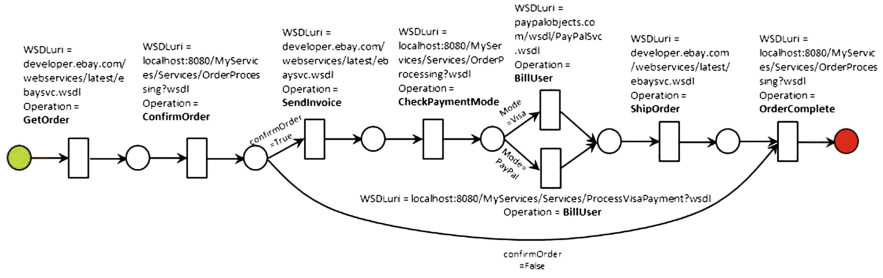 WSDLuri =
developer.ebay.com/
webservices/latest/e
baysvc.wsdl
Operation =
GetOrder
WSDLuri =
localhost:8080/MyServic
es/Services/OrderProces
sing?wsdl
Operation =
ConfirmOrder
WSDLuri =
developer.ebay.com/
webservices/latest/eb
aysvc.wsdl
Operation =
SendInvoice
WSDLuri =
localhost:8080/MySer
vices/Services/OrderP
rocessing?wsdl
Operation =
CheckPaymentMode
WSDLuri =
paypalobjects.co
m/wsdl/PayPalSvc
.wsdl
Operation =
BillUser
WSDLuri =
developer.ebay.com
/webservices/latest/
ebaysvc.wsdl
Operation =
ShipOrder
WSDLuri =
localhost:8080/MyServic
es/Services/OrderProces
sing?wsdl
Operation =
OrderComplete
confirmOrder
=True
Mode
=Visa
Mode=
PayPal
WSDLuri = localhost:8080/MyServices/Services/ProcessVisaPayment?wsdl
Operation = BillUser
confirmOrder
=False